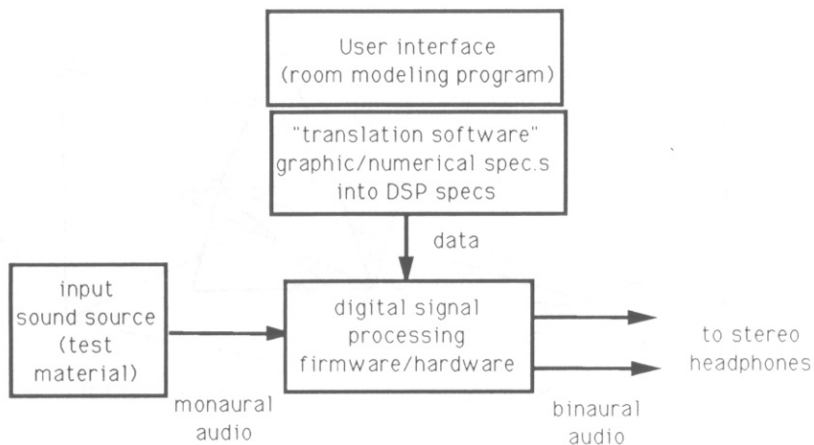 User interface
(room modeling program)
"translation software"
graphic/numerical spec.s
into DSP specs
data
input
sound source
(test
material)
digital signal
processing
firmware/hardware
to stereo
headphones
monaural
audio
binaural
audio